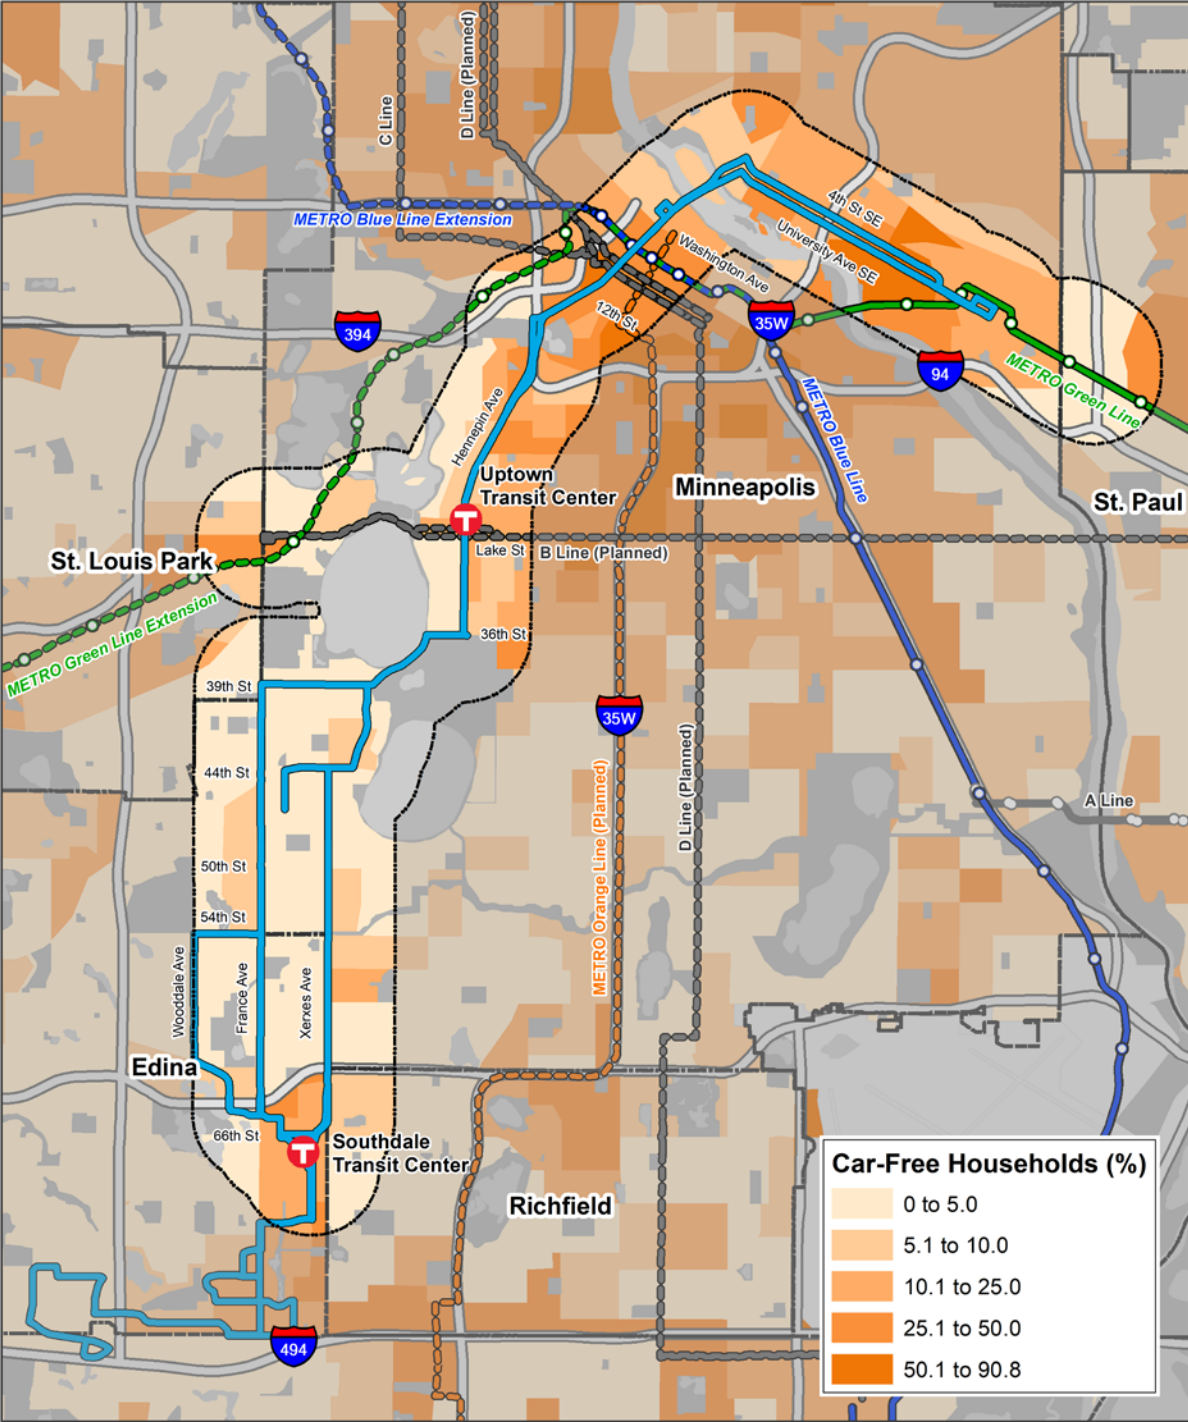 C Line
D Line (Planned)
METRO Blue Line Extension
4th St SE
University Ave SE
Washington Ave
12th St
35W
394
94
METRO Green Line
METRO Blue Line
Hennepin Ave
Uptown
Transit Center
Minneapolis
St. Paul
Lake St
B Line (Planned)
St. Louis Park
METRO Green Line Extension
36th St
39th St
35W
44th St
D Line (Planned)
METRO Orange Line (Planned)
A Line
50th St
54th St
Wooddale Ave
France Ave
Xerxes Ave
Edina
66th St
Southdale
Transit Center
Richfield
494
Car-Free Households (%)
0 to 5.0
5.1 to 10.0
10.1 to 25.0
25.1 to 50.0
50.1 to 90.8